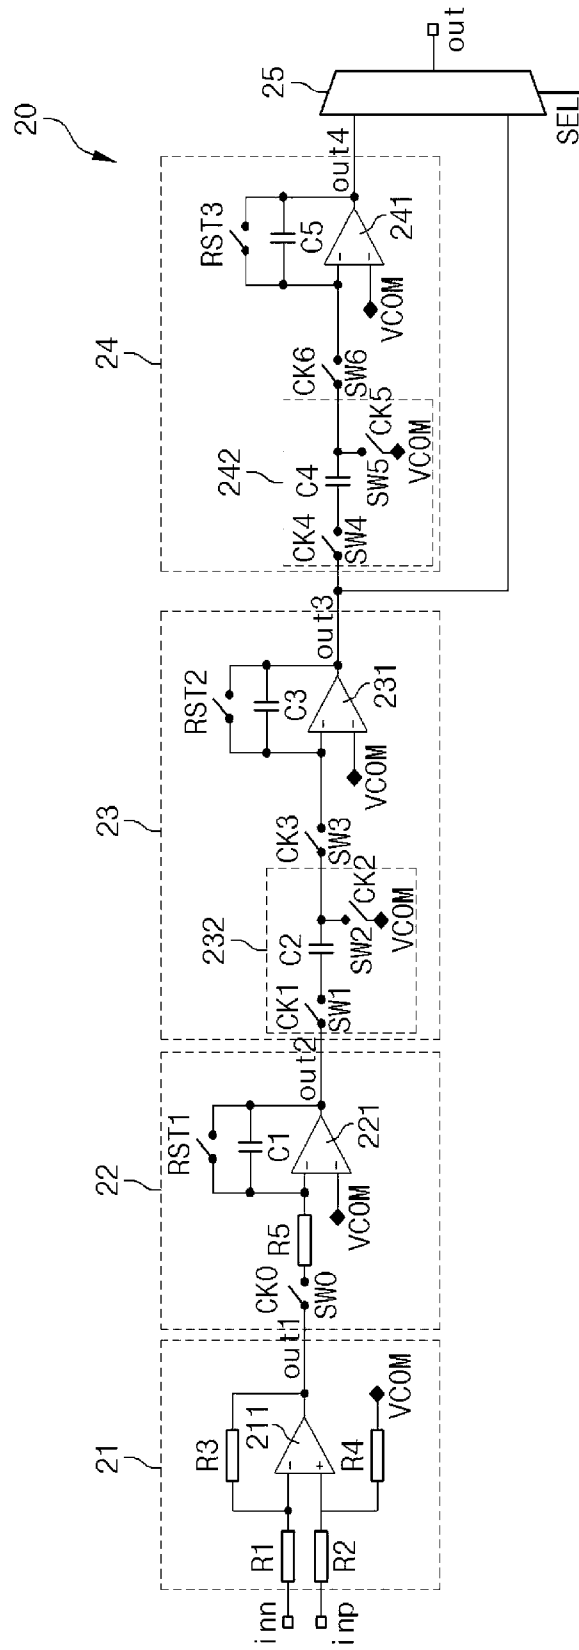 20
21
22
23
24
25
inn
inp
R1
R2
R3
R4
211
VCOM
out1
CK0
SW0
R5
RST1
C1
221
VCOM
out2
CK1
SW1
232
C2
SW2
CK2
VCOM
CK3
SW3
RST2
C3
231
VCOM
out3
CK4
SW4
242
C4
SW5
CK5
VCOM
CK6
SW6
RST3
C5
241
VCOM
out4
SEL
out